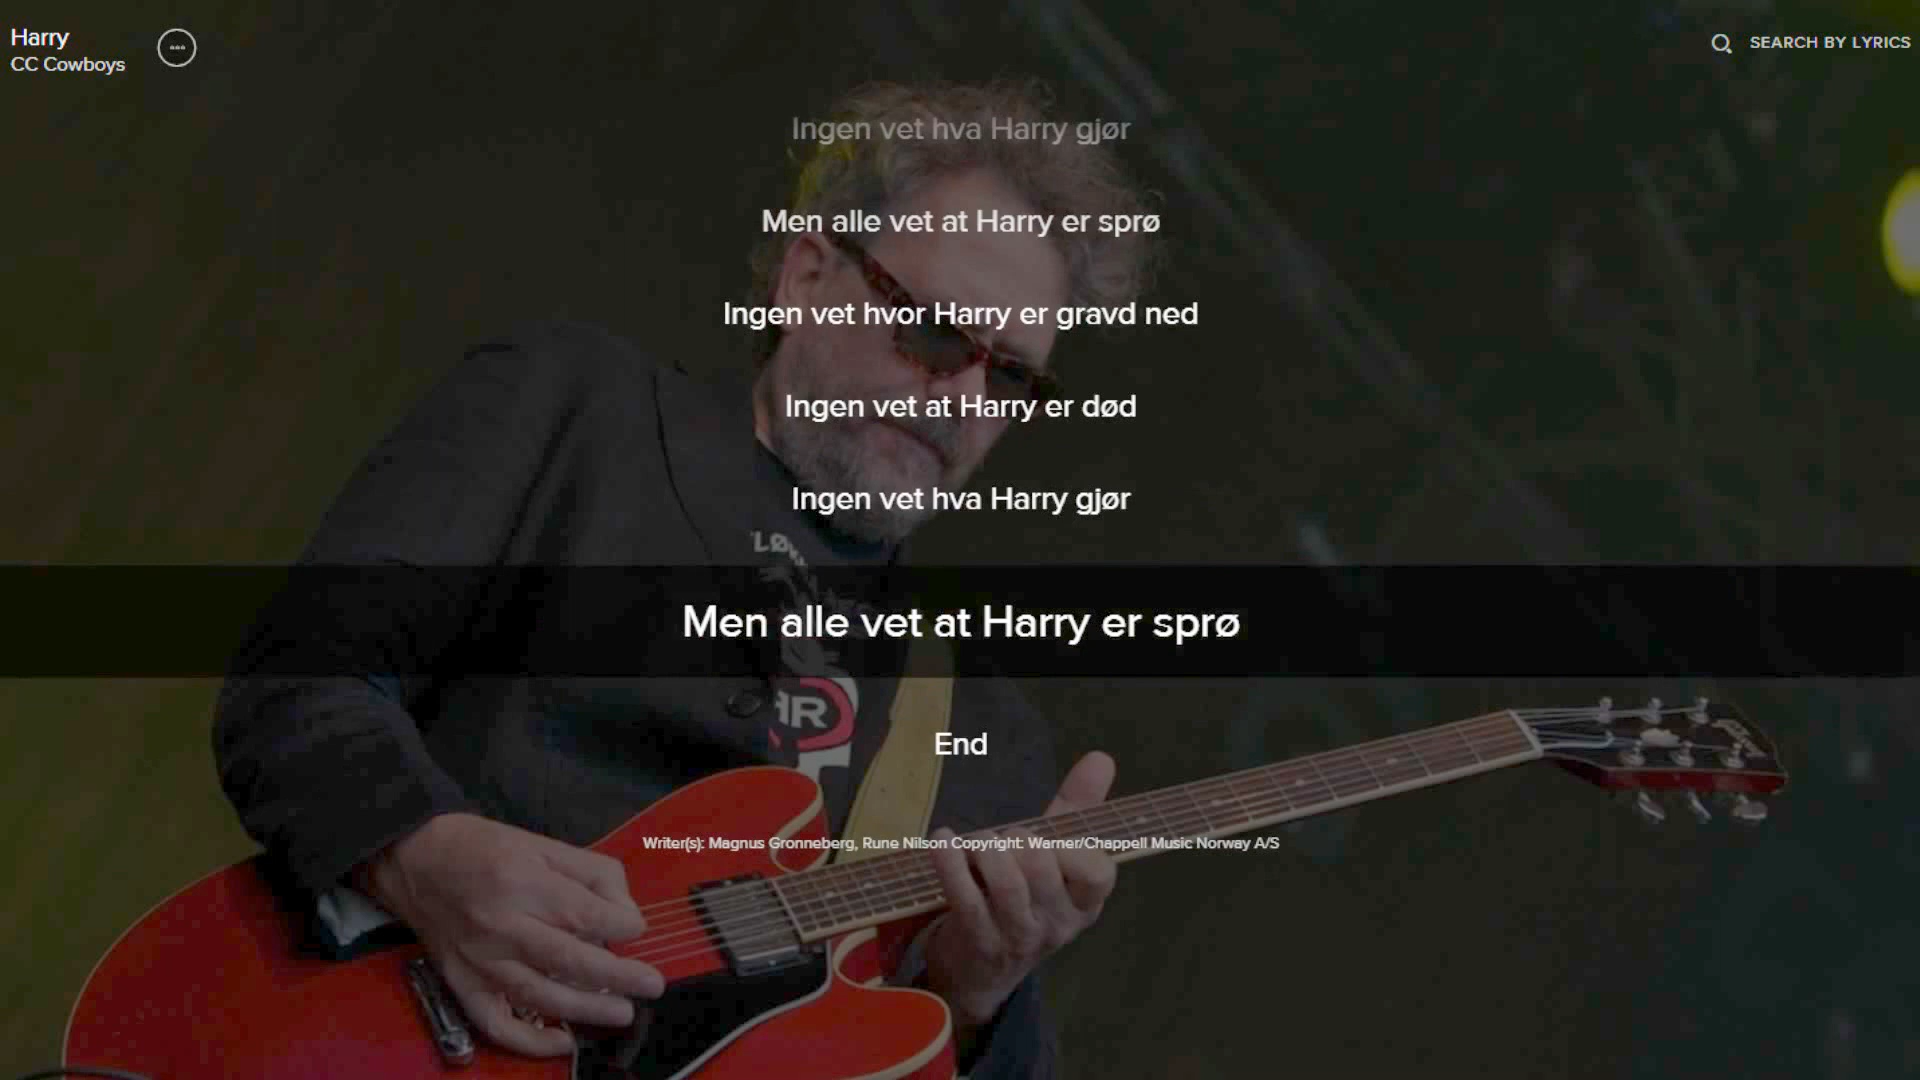 Harry
CC Cowboys
SEARCH BY LYRICS
Ingen vet hva Harry gjør
Men alle vet at Harry er sprø
Ingen vet hvor Harry er gravd ned
Ingen vet at Harry er død
Ingen vet hva Harry gjør
Men alle vet at Harry er sprø
End
Writer(s): Magnus Gronneberg, Rune Nilson Copyright: Warner/Chappell Music Norway A/S